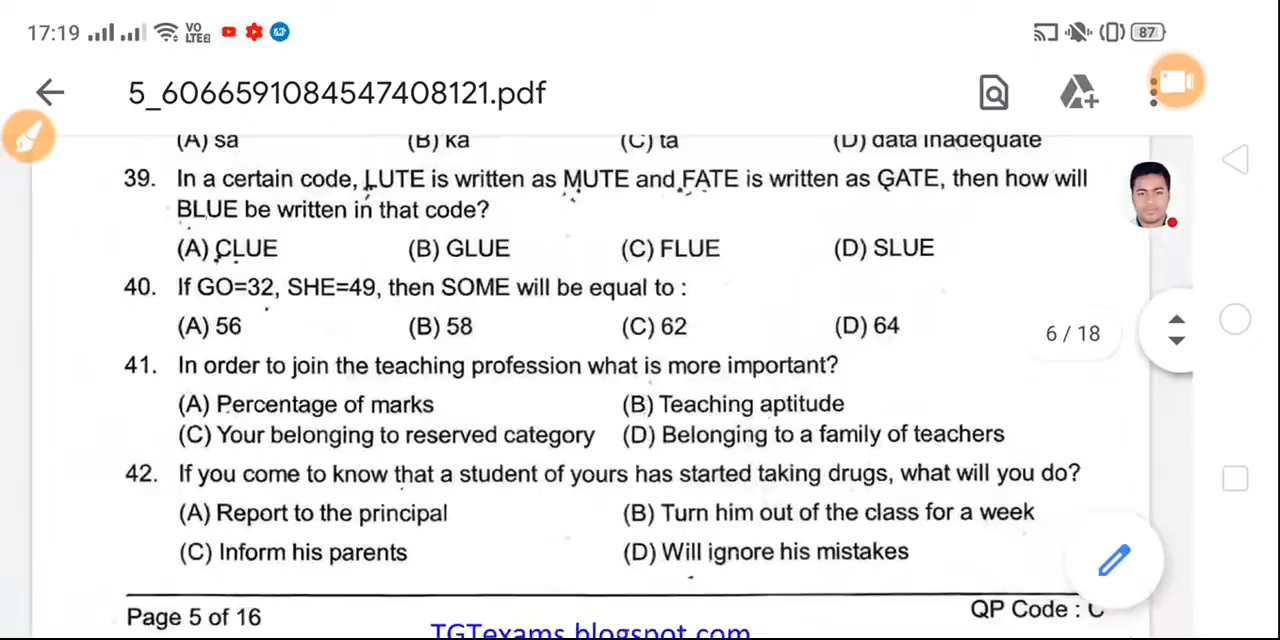 17:19 VO LTE2 87
5_6066591084547408121.pdf
(A) sa (B) ka (C) ta (D) data inadequate
39. In a certain code, LUTE is written as MUTE and FATE is written as GATE, then how will
BLUE be written in that code?
(A) CLUE (B) GLUE (C) FLUE (D) SLUE
40. If GO=32, SHE=49, then SOME will be equal to :
(A) 56 (B) 58 (C) 62 (D) 64
6 / 18
41. In order to join the teaching profession what is more important?
(A) Percentage of marks (B) Teaching aptitude
(C) Your belonging to reserved category (D) Belonging to a family of teachers
42. If you come to know that a student of yours has started taking drugs, what will you do?
(A) Report to the principal (B) Turn him out of the class for a week
(C) Inform his parents (D) Will ignore his mistakes
Page 5 of 16 QP Code : C
TGTexams.blogspot.com